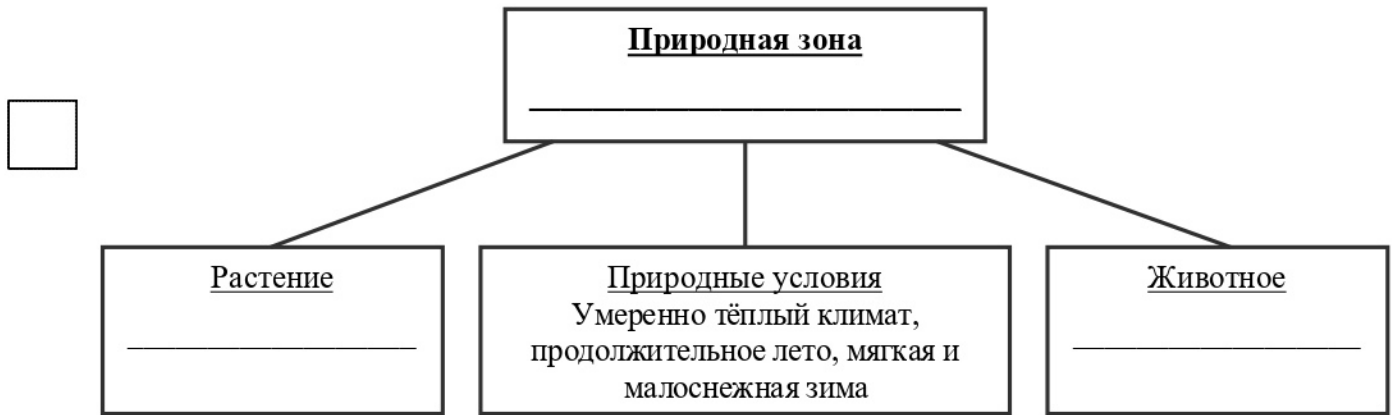 Природная зона
Растение
Природные условия
Умеренно тёплый климат,
продолжительное лето, мягкая и
малоснежная зима
Животное